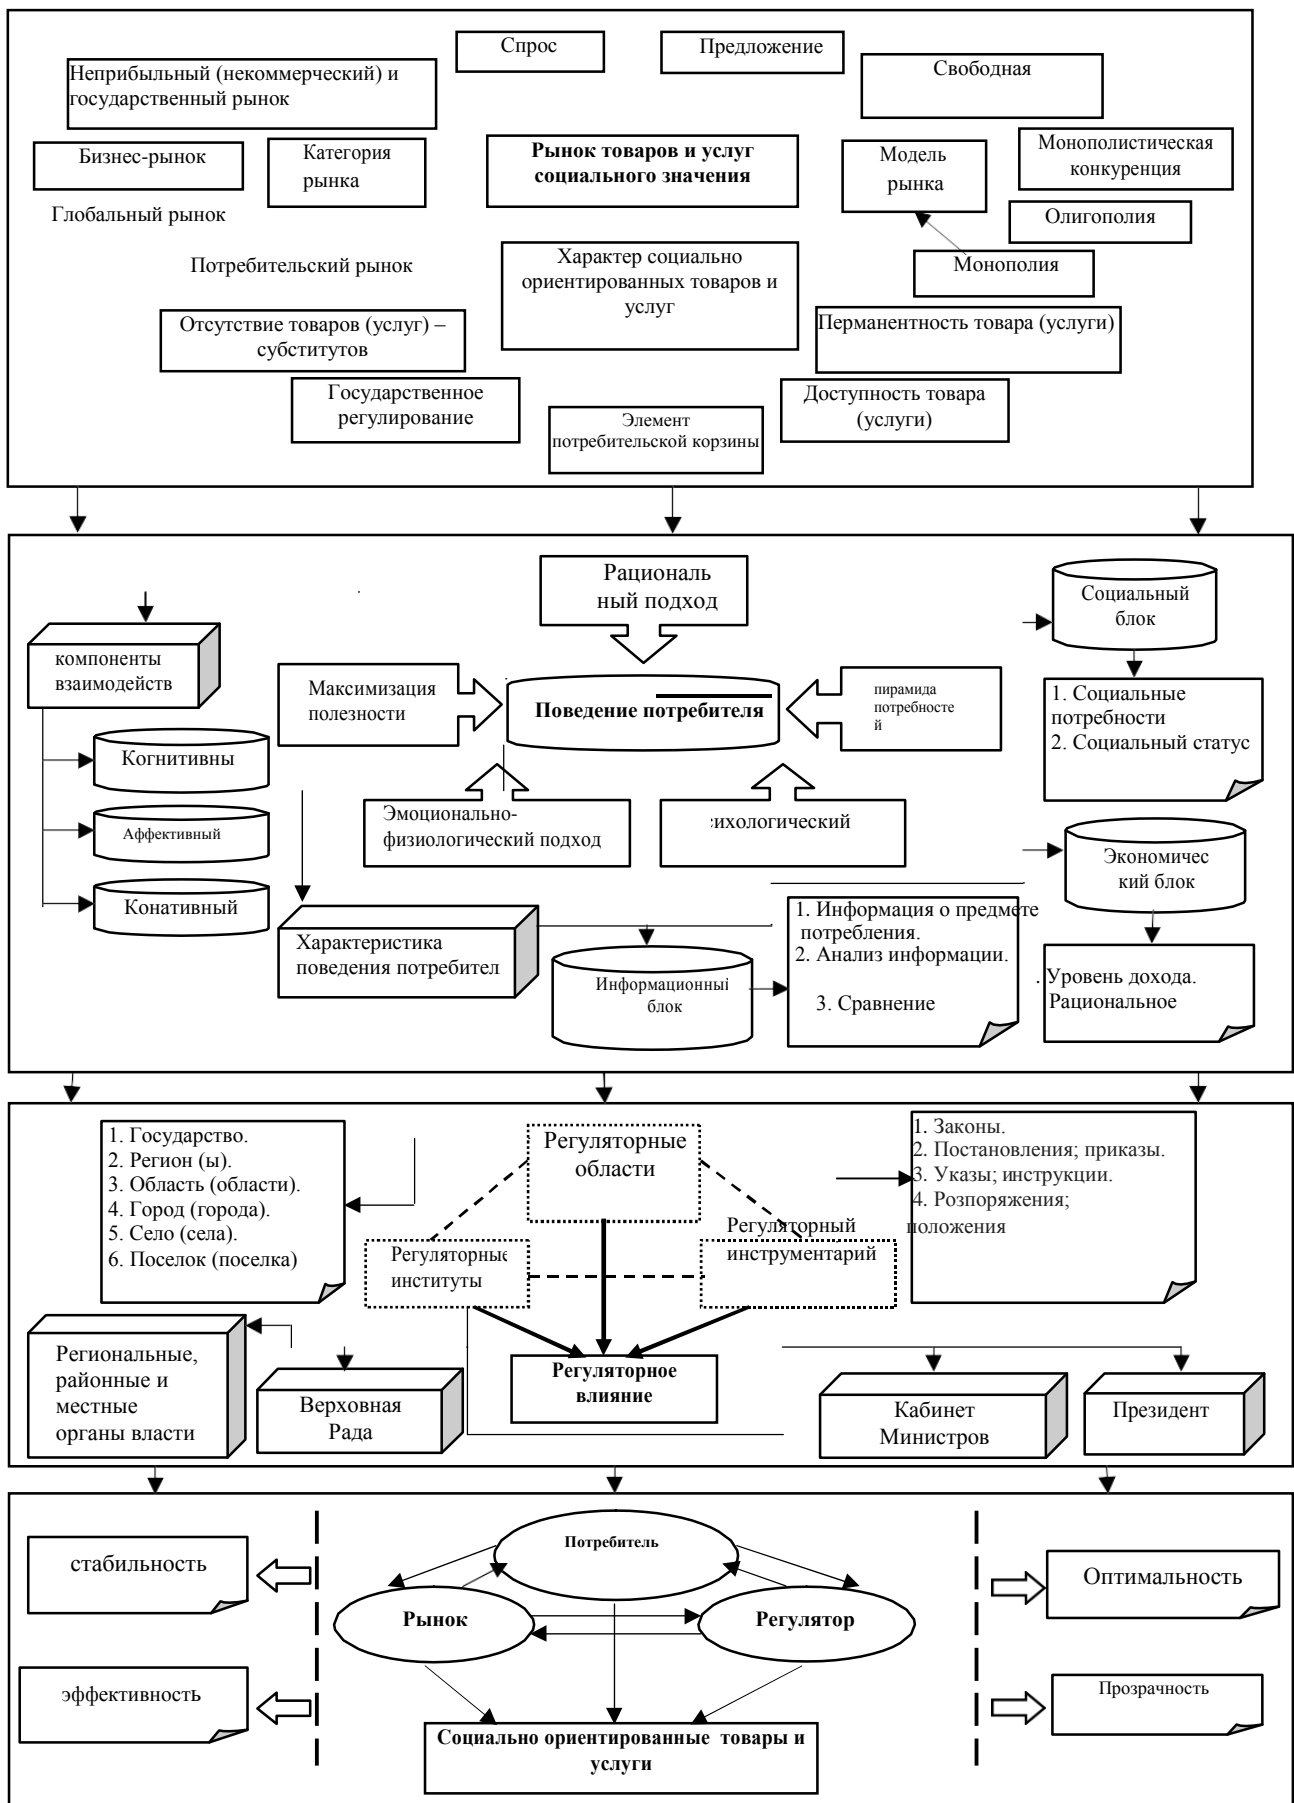 Спрос
Предложение
Неприбыльный (некоммерческий) и
государственный рынок
Свободная
Бизнес-рынок
Категория
рынка
Рынок товаров и услуг
социального значения
Модель
рынка
Монополистическая
конкуренция
Глобальный рынок
Олигополия
Потребительский рынок
Характер социально
ориентированных товаров и
услуг
Монополия
Отсутствие товаров (услуг) –
субститутов
Перманентность товара (услуги)
Государственное
регулирование
Элемент
потребительской корзины
Доступность товара
(услуги)
Рациональ
ный подход
Социальный
блок
компоненты
взаимодейств
Максимизация
полезности
Поведение потребителя
пирамида
потребносте
й
1. Социальные
потребности
2. Социальный статус
Когнитивны
Аффективный
Конативный
Эмоционально-
физиологический подход
сихологический
Экономичес
кий блок
Характеристика
поведения потребител
Информационный
блок
1. Информация о предмете
потребления.
2. Анализ информации.
3. Сравнение
. Уровень дохода.
Рациональное
1. Государство.
2. Регион (ы).
3. Область (области).
4. Город (города).
5. Село (села).
6. Поселок (поселка)
Регуляторные
области
Регуляторные
институты
Регуляторный
инструментарий
1. Законы.
2. Постановления; приказы.
3. Указы; инструкции.
4. Розпоряжения;
положения
Региональные,
районные и
местные
органы власти
Верховная
Рада
Регуляторное
влияние
Кабинет
Министров
Президент
стабильность
эффективность
Потребитель
Рынок
Регулятор
Социально ориентированные товары и
услуги
Оптимальность
Прозрачность